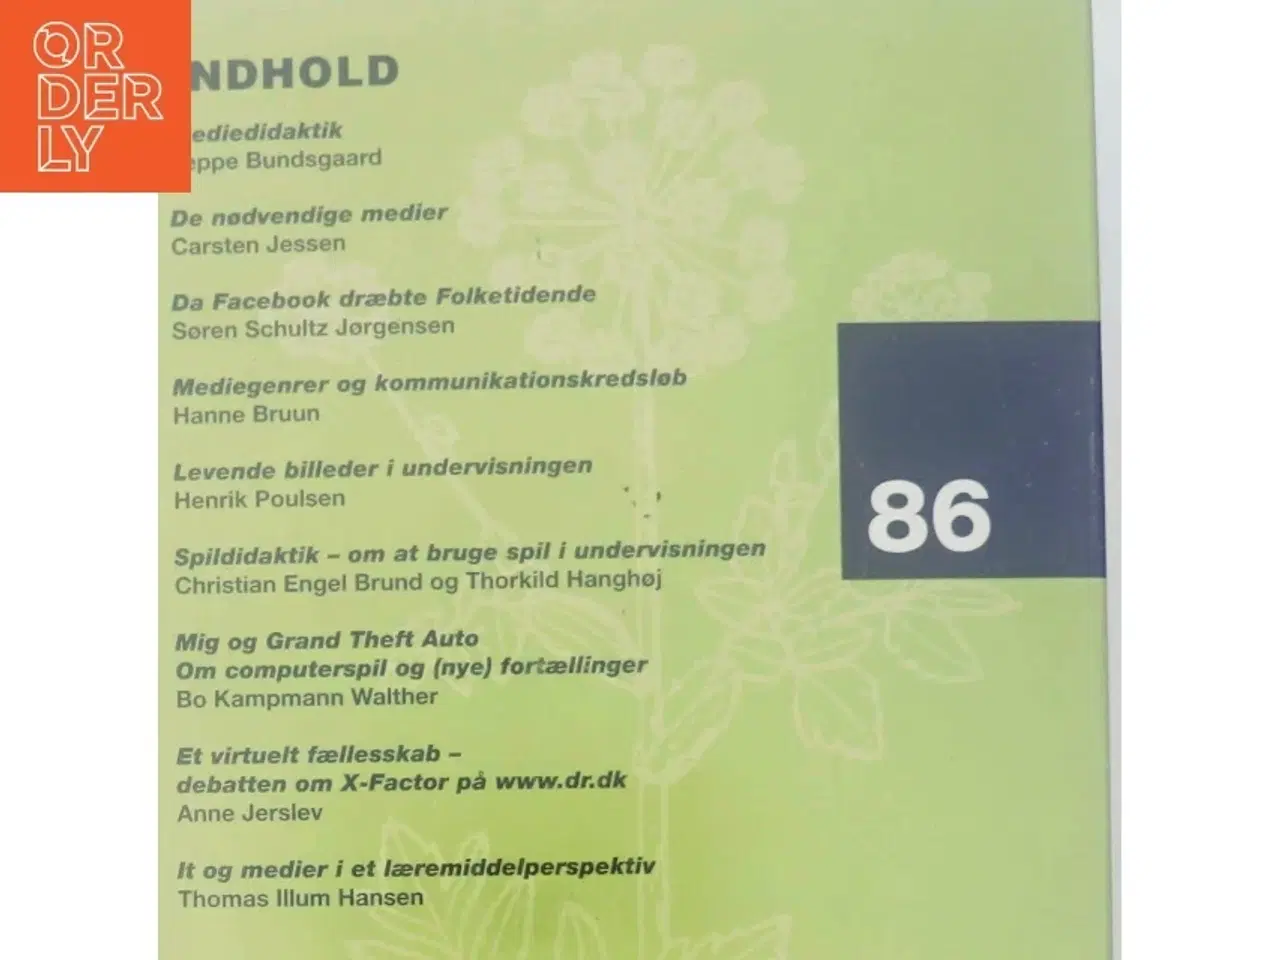 ORDERLY
NDHOLD
ediedidaktik
eppe Bundsgaard
De nødvendige medier
Carsten Jessen
Da Facebook dræbte Folketidende
Søren Schultz Jørgensen
Mediegenrer og kommunikationskredsløb
Hanne Bruun
Levende billeder i undervisningen
Henrik Poulsen
Spildidaktik – om at bruge spil i undervisningen
Christian Engel Brund og Thorkild Hanghøj
Mig og Grand Theft Auto
Om computerspil og (nye) fortællinger
Bo Kampmann Walther
Et virtuelt fællesskab –
debatten om X-Factor på www.dr.dk
Anne Jerslev
It og medier i et læremiddelperspektiv
Thomas Illum Hansen
86